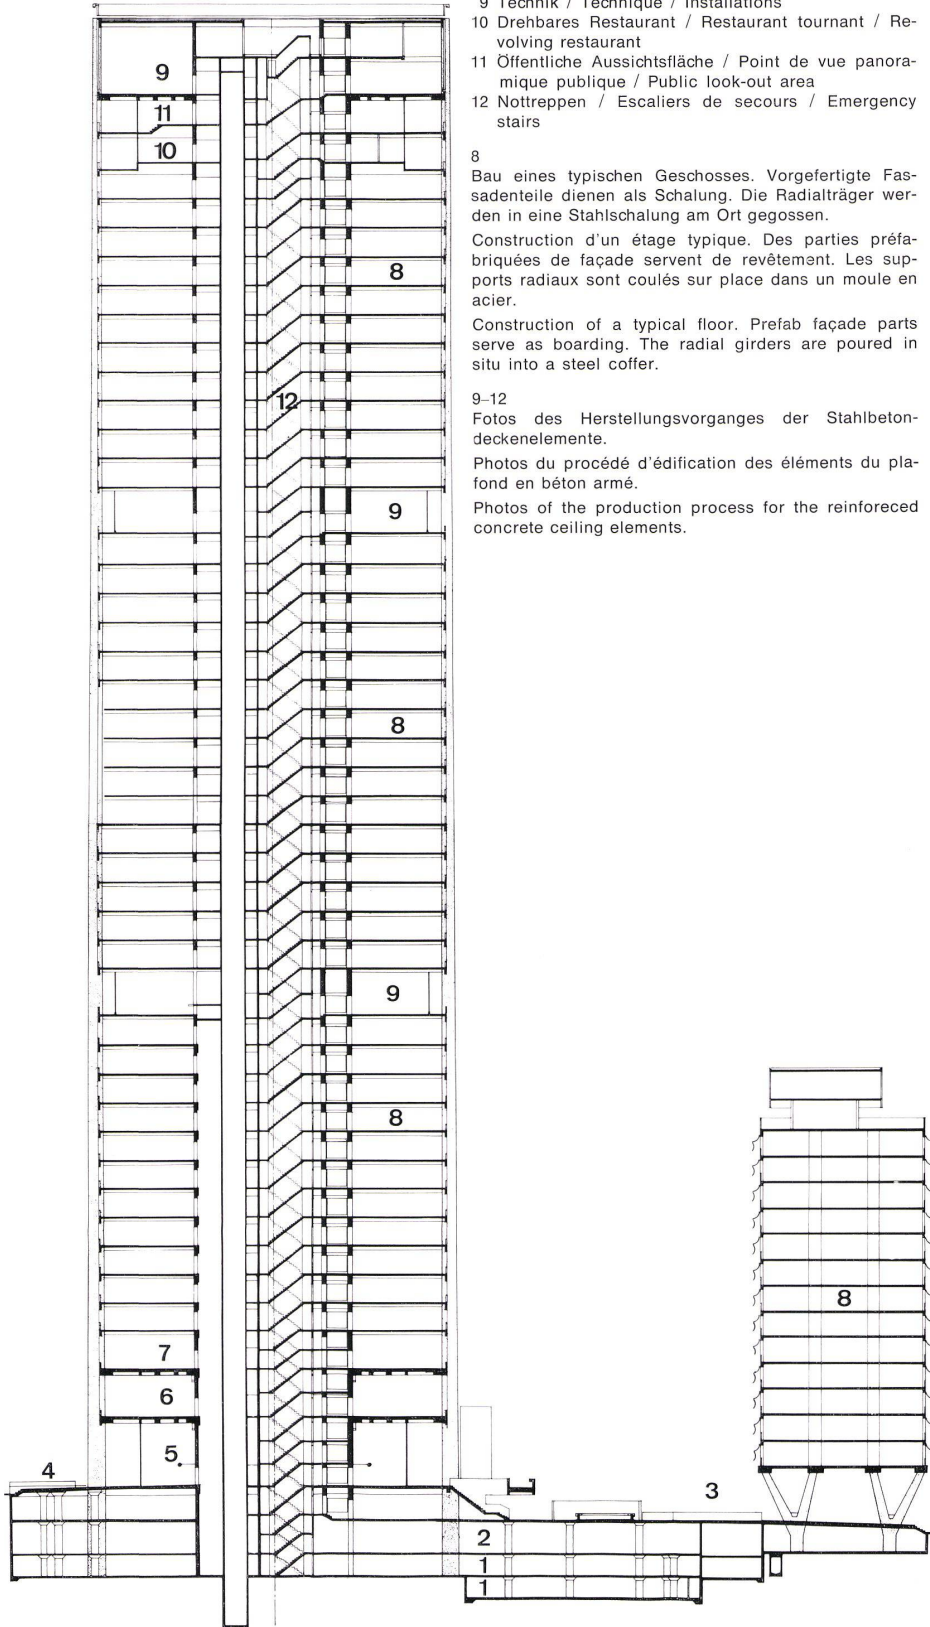 9 Technik / Technique / Installations
10 Drehbares Restaurant / Restaurant tournant / Re-
volving restaurant
11 Öffentliche Aussichtsfläche / Point de vue panora-
mique publique / Public look-out area
12 Nottreppen / Escaliers de secours / Emergency
stairs
8
Bau eines typischen Geschosses. Vorgefertigte Fas-
sadenteile dienen als Schalung. Die Radialträger wer-
den in eine Stahlschalung am Ort gegossen.
Construction d'un étage typique. Des parties préfa-
briquées de façade servent de revêtement. Les sup-
ports radiaux sont coulés sur place dans un moule en
acier.
Construction of a typical floor. Prefab façade parts
serve as boarding. The radial girders are poured in
situ into a steel coffer.
9–12
Fotos des Herstellungsvorganges der Stahlbeton-
deckenelemente.
Photos du procédé d'édification des éléments du pla-
fond en béton armé.
Photos of the production process for the reinforeced
concrete ceiling elements.
9
11
10
8
12
9
8
9
8
8
7
6
5
4
3
2
1
1